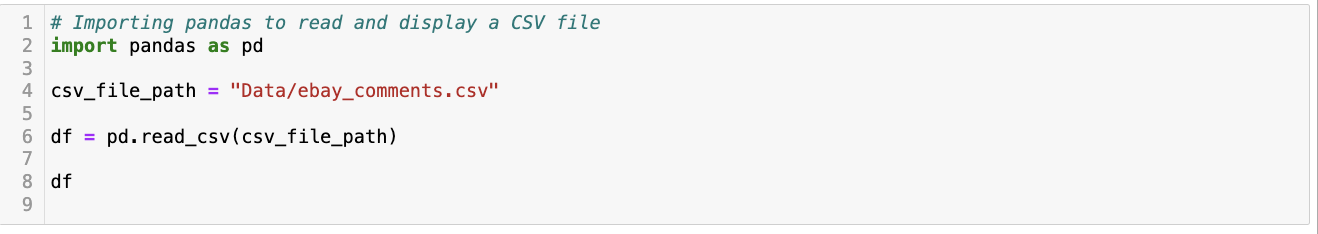 1 # Importing pandas to read and display a CSV file
2 import pandas as pd
3
4 csv_file_path = "Data/ebay_comments.csv"
5
6 df = pd.read_csv(csv_file_path)
7
8 df
9